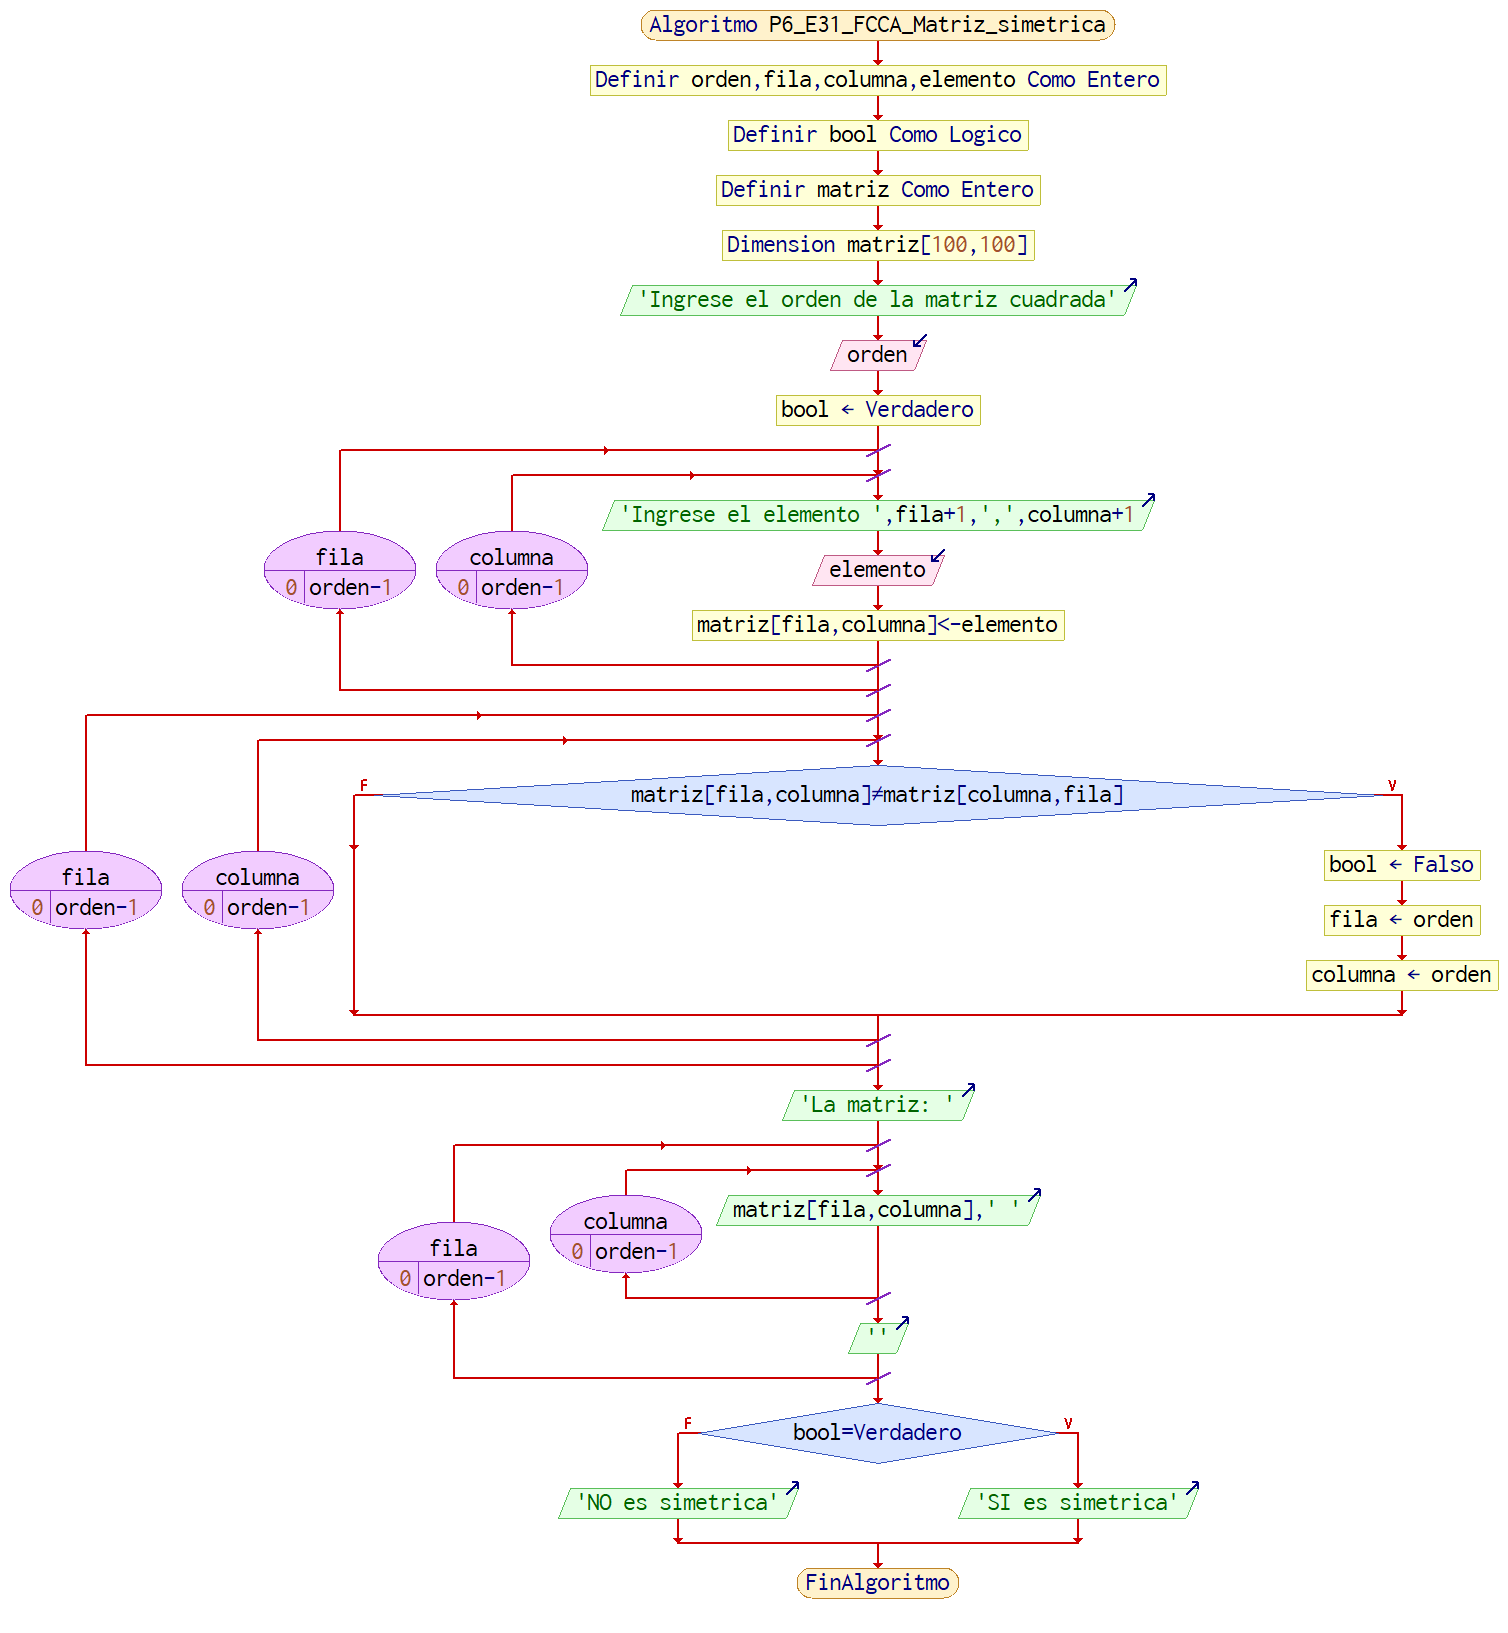 Algoritmo P6_E31_FCCA_Matriz_simetrica
Definir orden,fila,columna,elemento Como Entero
Definir bool Como Logico
Definir matriz Como Entero
Dimension matriz[100,100]
'Ingrese el orden de la matriz cuadrada'
orden
bool ← Verdadero
'Ingrese el elemento ',fila+1,',',columna+1
fila
0 orden-1
columna
0 orden-1
elemento
matriz[fila,columna]<-elemento
F
V
matriz[fila,columna]≠matriz[columna,fila]
fila
0 orden-1
columna
0 orden-1
bool ← Falso
fila ← orden
columna ← orden
'La matriz: '
matriz[fila,columna],' '
columna
0 orden-1
fila
0 orden-1
''
F
V
bool=Verdadero
'NO es simetrica'
'SI es simetrica'
FinAlgoritmo